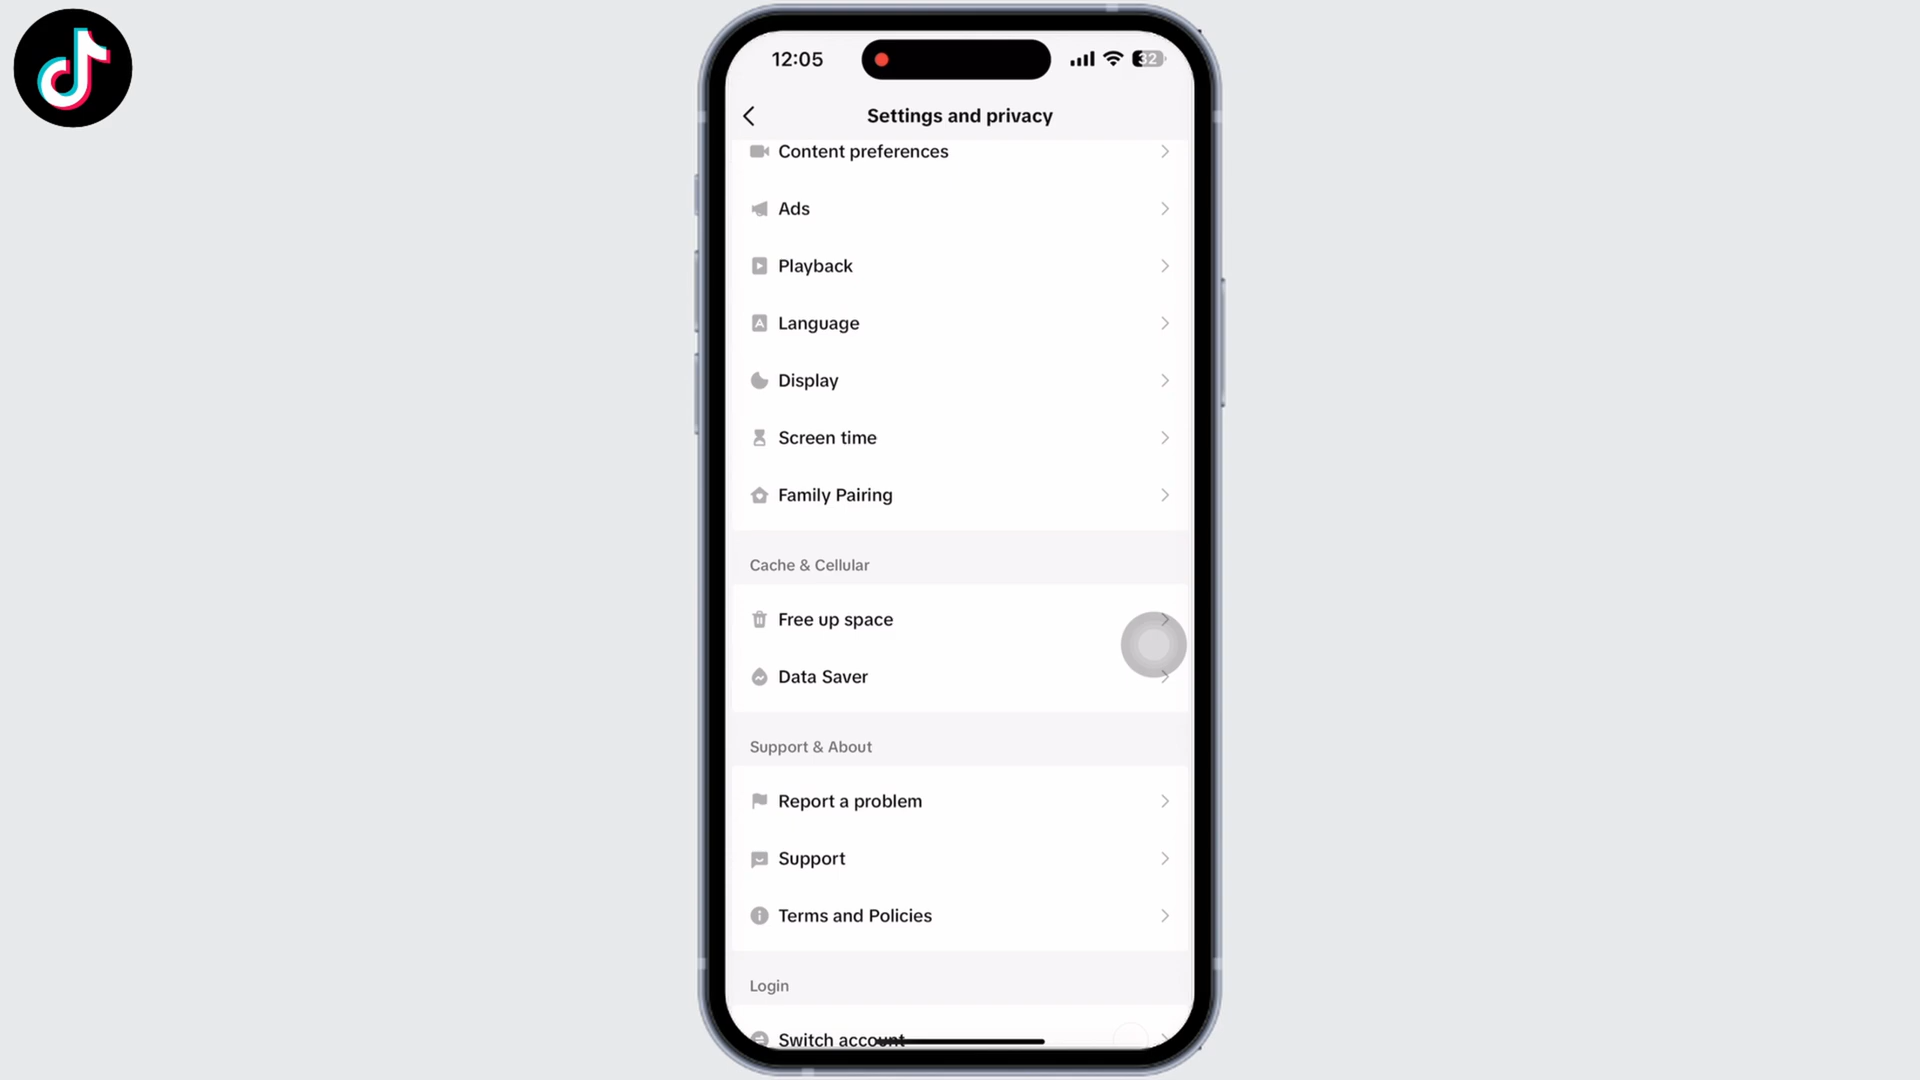 12:05
32
Settings and privacy
Content preferences
Ads
Playback
Language
Display
Screen time
Family Pairing
Cache & Cellular
Free up space
Data Saver
Support & About
Report a problem
Support
Terms and Policies
Login
Switch account